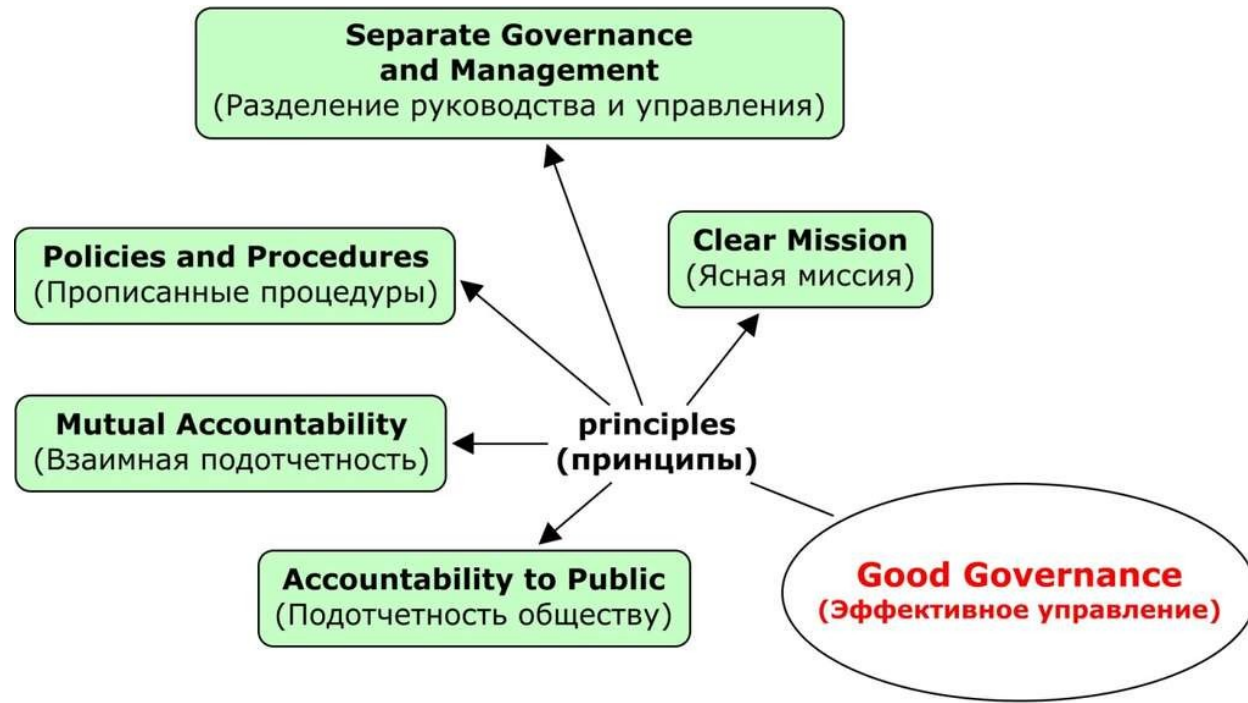 Separate Governance
and Management
(Разделение руководства и управления)
Clear Mission
(Ясная миссия)
Policies and Procedures
(Прописанные процедуры)
Mutual Accountability
(Взаимная подотчетность)
principles
(принципы)
Accountability to Public
(Подотчетность обществу)
Good Governance
(Эффективное управление)